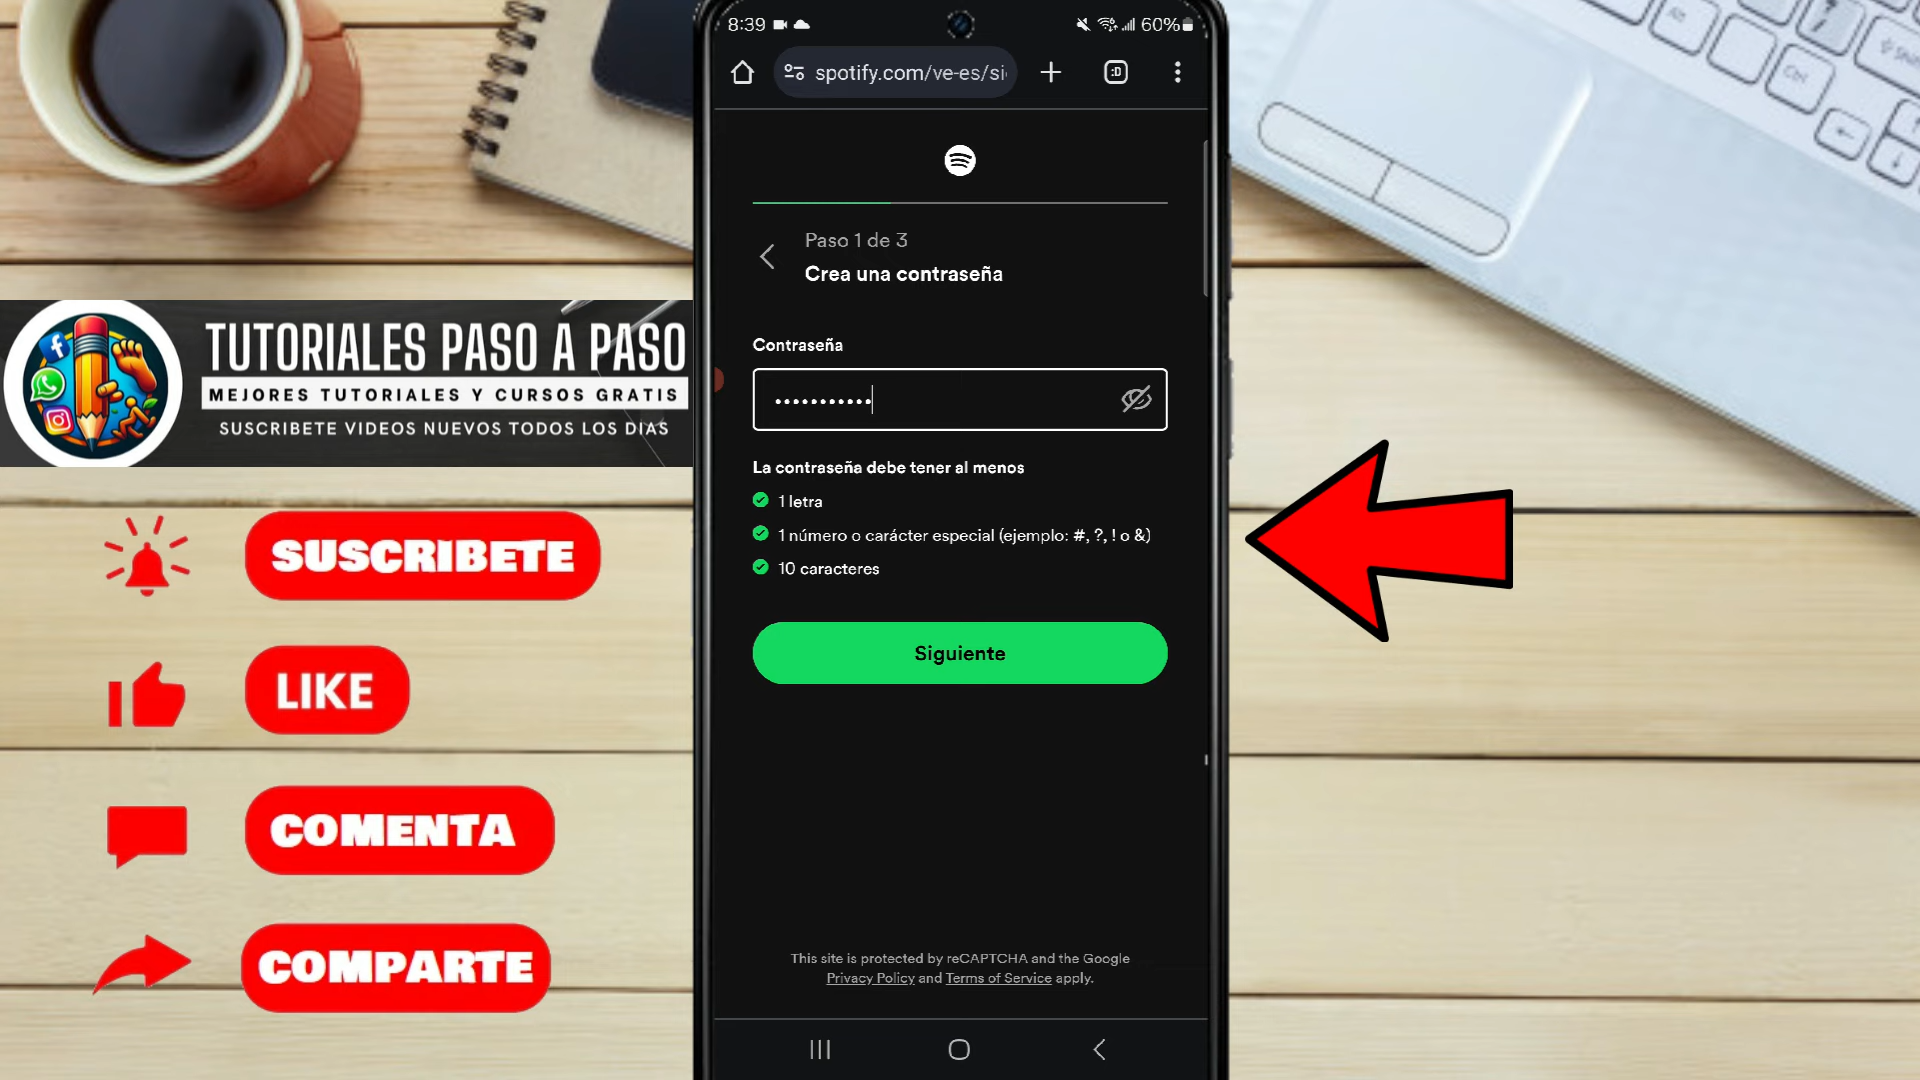 8:39
60%
spotify.com/ve-es/si
:D
Paso 1 de 3
Crea una contraseña
Contraseña
•••••••••••
La contraseña debe tener al menos
1 letra
1 número o carácter especial (ejemplo: #, ?, ! o &)
10 caracteres
Siguiente
This site is protected by reCAPTCHA and the Google
Privacy Policy and Terms of Service apply.
TUTORIALES PASO A PASO
MEJORES TUTORIALES Y CURSOS GRATIS
SUSCRIBETE VIDEOS NUEVOS TODOS LOS DIAS
SUSCRIBETE
LIKE
COMENTA
COMPARTE
Alt
Ctrl
Shift